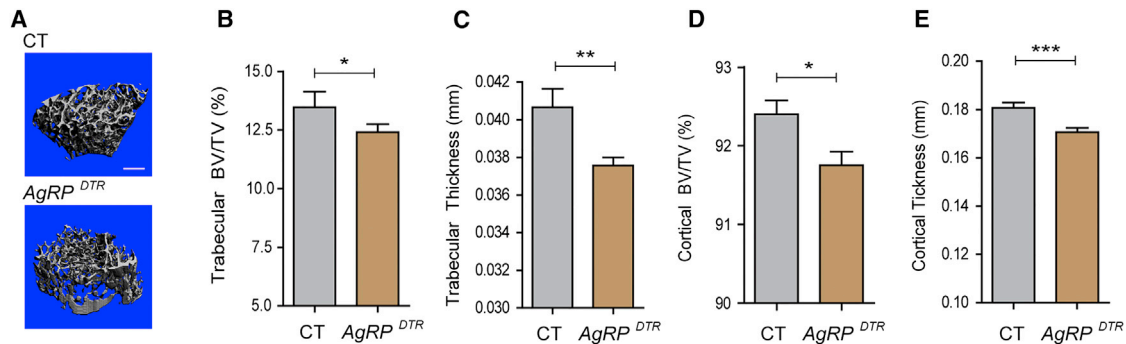 A
CT
AgRP DTR
B
Trabecular BV/TV (%)
15.0
12.5
10.0
7.5
5.0
*
CT AgRP DTR
C
Trabecular Thickness (mm)
0.042
0.040
0.038
0.036
0.034
0.032
0.030
**
CT AgRP DTR
D
Cortical BV/TV (%)
93
92
91
90
*
CT AgRP DTR
E
Cortical Tickness (mm)
0.20
0.18
0.16
0.14
0.12
0.10
***
CT AgRP DTR